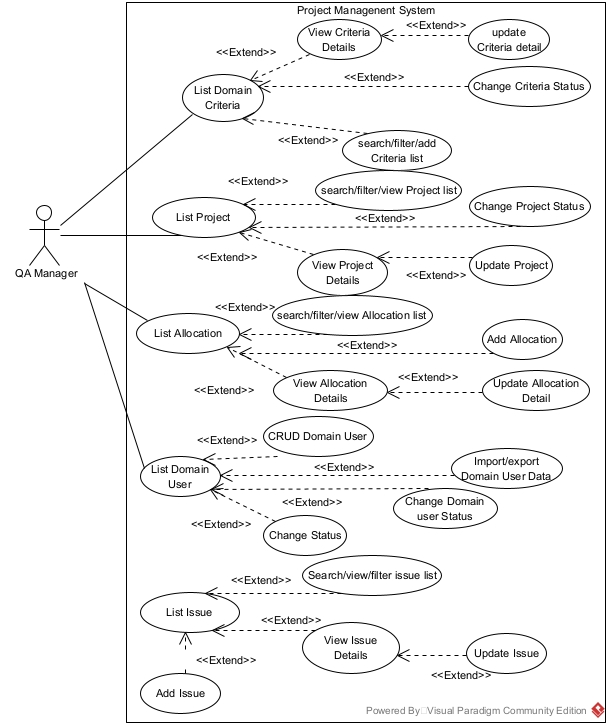 Project Management System
View Criteria
Details
<<Extend>>
update
Criteria detail
<<Extend>>
List Domain
Criteria
<<Extend>>
Change Criteria Status
<<Extend>>
search/filter/add
Criteria list
<<Extend>>
search/filter/view Project list
List Project
<<Extend>>
Change Project Status
QA Manager
<<Extend>>
View Project
Details
<<Extend>>
Update Project
<<Extend>>
search/filter/view Allocation list
List Allocation
<<Extend>>
Add Allocation
<<Extend>>
View Allocation
Details
<<Extend>>
Update Allocation
Detail
<<Extend>>
CRUD Domain User
List Domain
User
<<Extend>>
Import/export
Domain User Data
<<Extend>>
Change Domain
user Status
<<Extend>>
Change Status
<<Extend>>
Search/view/filter issue list
List Issue
<<Extend>>
View Issue
Details
<<Extend>>
Update Issue
<<Extend>>
Add Issue
Powered By Visual Paradigm Community Edition